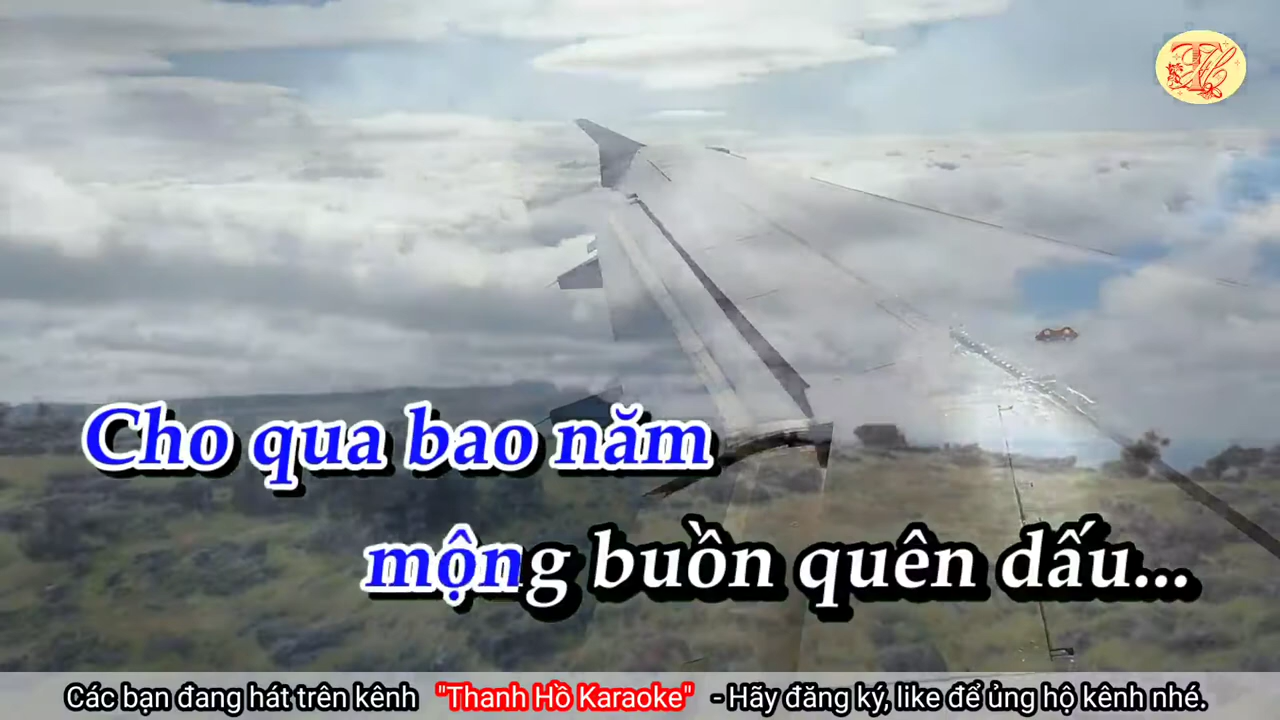 Cho qua bao năm
mộng buồn quên dấu...
Các bạn đang hát trên kênh "Thanh Hồ Karaoke" - Hãy đăng ký, like để ủng hộ kênh nhé.